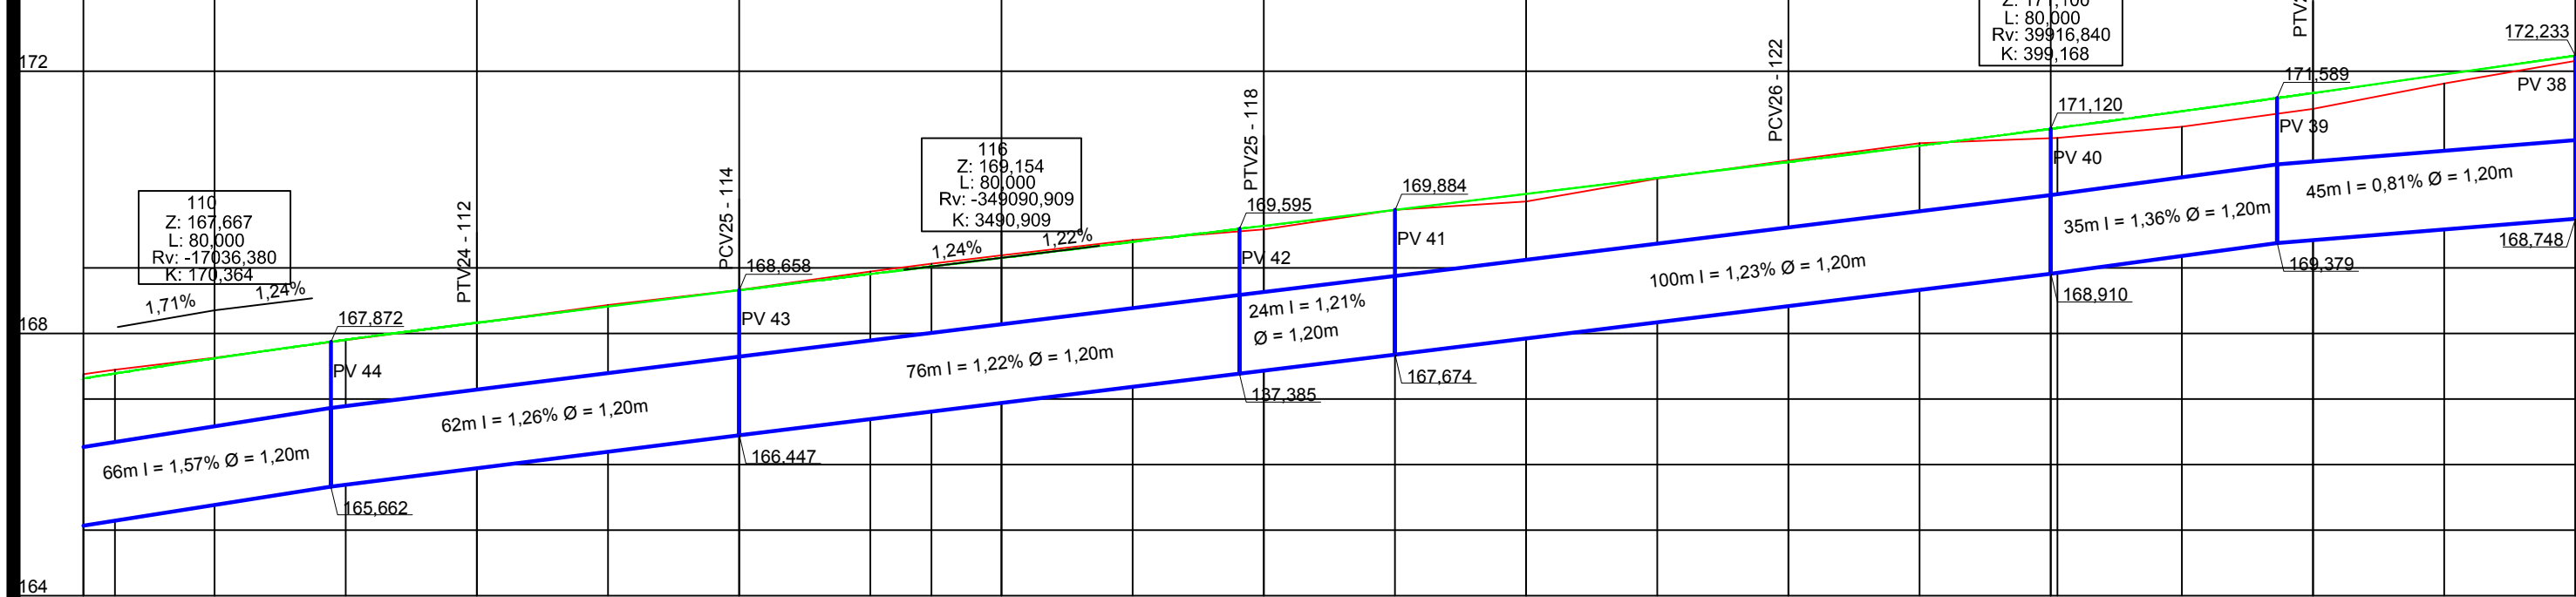 172
168
164
110
Z: 167,667
L: 80,000
Rv: -17036,380
K: 170,364
1,71%
1,24%
PTV24 - 112
PCV25 - 114
116
Z: 169,154
L: 80,000
Rv: -349090,909
K: 3490,909
1,24%
1,22%
PTV25 - 118
PCV26 - 122
L: 80,000
Rv: 39916,840
K: 399,168
167,872
PV 44
165,662
168,658
PV 43
166,447
169,595
PV 42
137,385
169,884
PV 41
167,674
171,120
PV 40
168,910
171,589
PV 39
169,379
172,233
PV 38
168,748
66m I = 1,57% Ø = 1,20m
62m I = 1,26% Ø = 1,20m
76m I = 1,22% Ø = 1,20m
24m I = 1,21%
Ø = 1,20m
100m I = 1,23% Ø = 1,20m
35m I = 1,36% Ø = 1,20m
45m I = 0,81% Ø = 1,20m